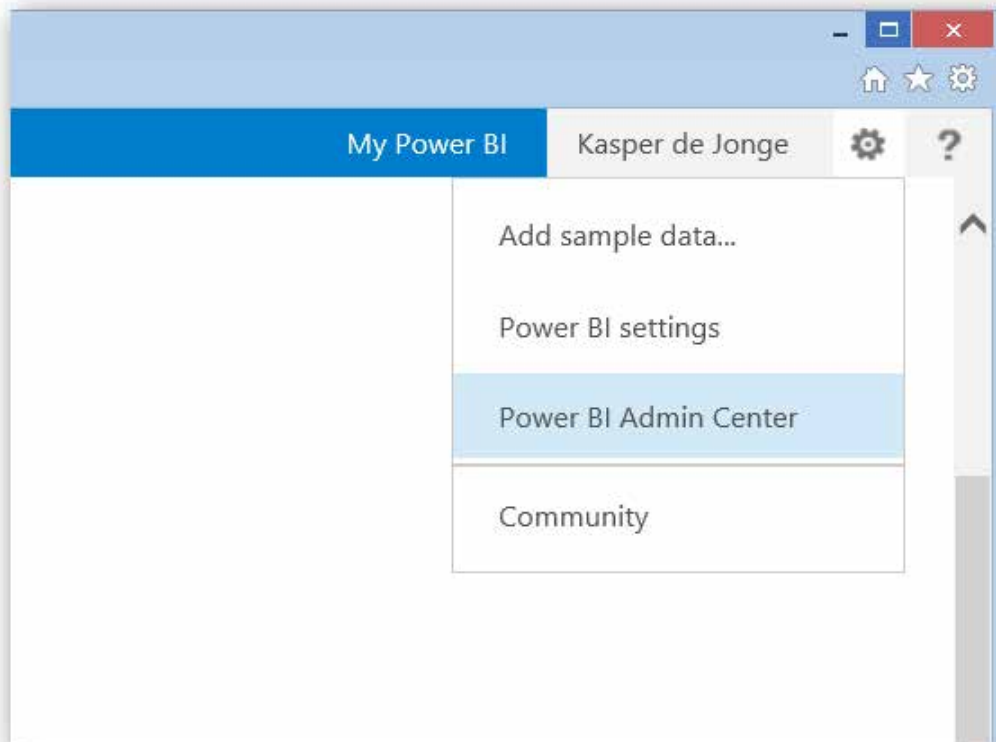 My Power BI
Kasper de Jonge
?
Add sample data...
Power BI settings
Power BI Admin Center
Community